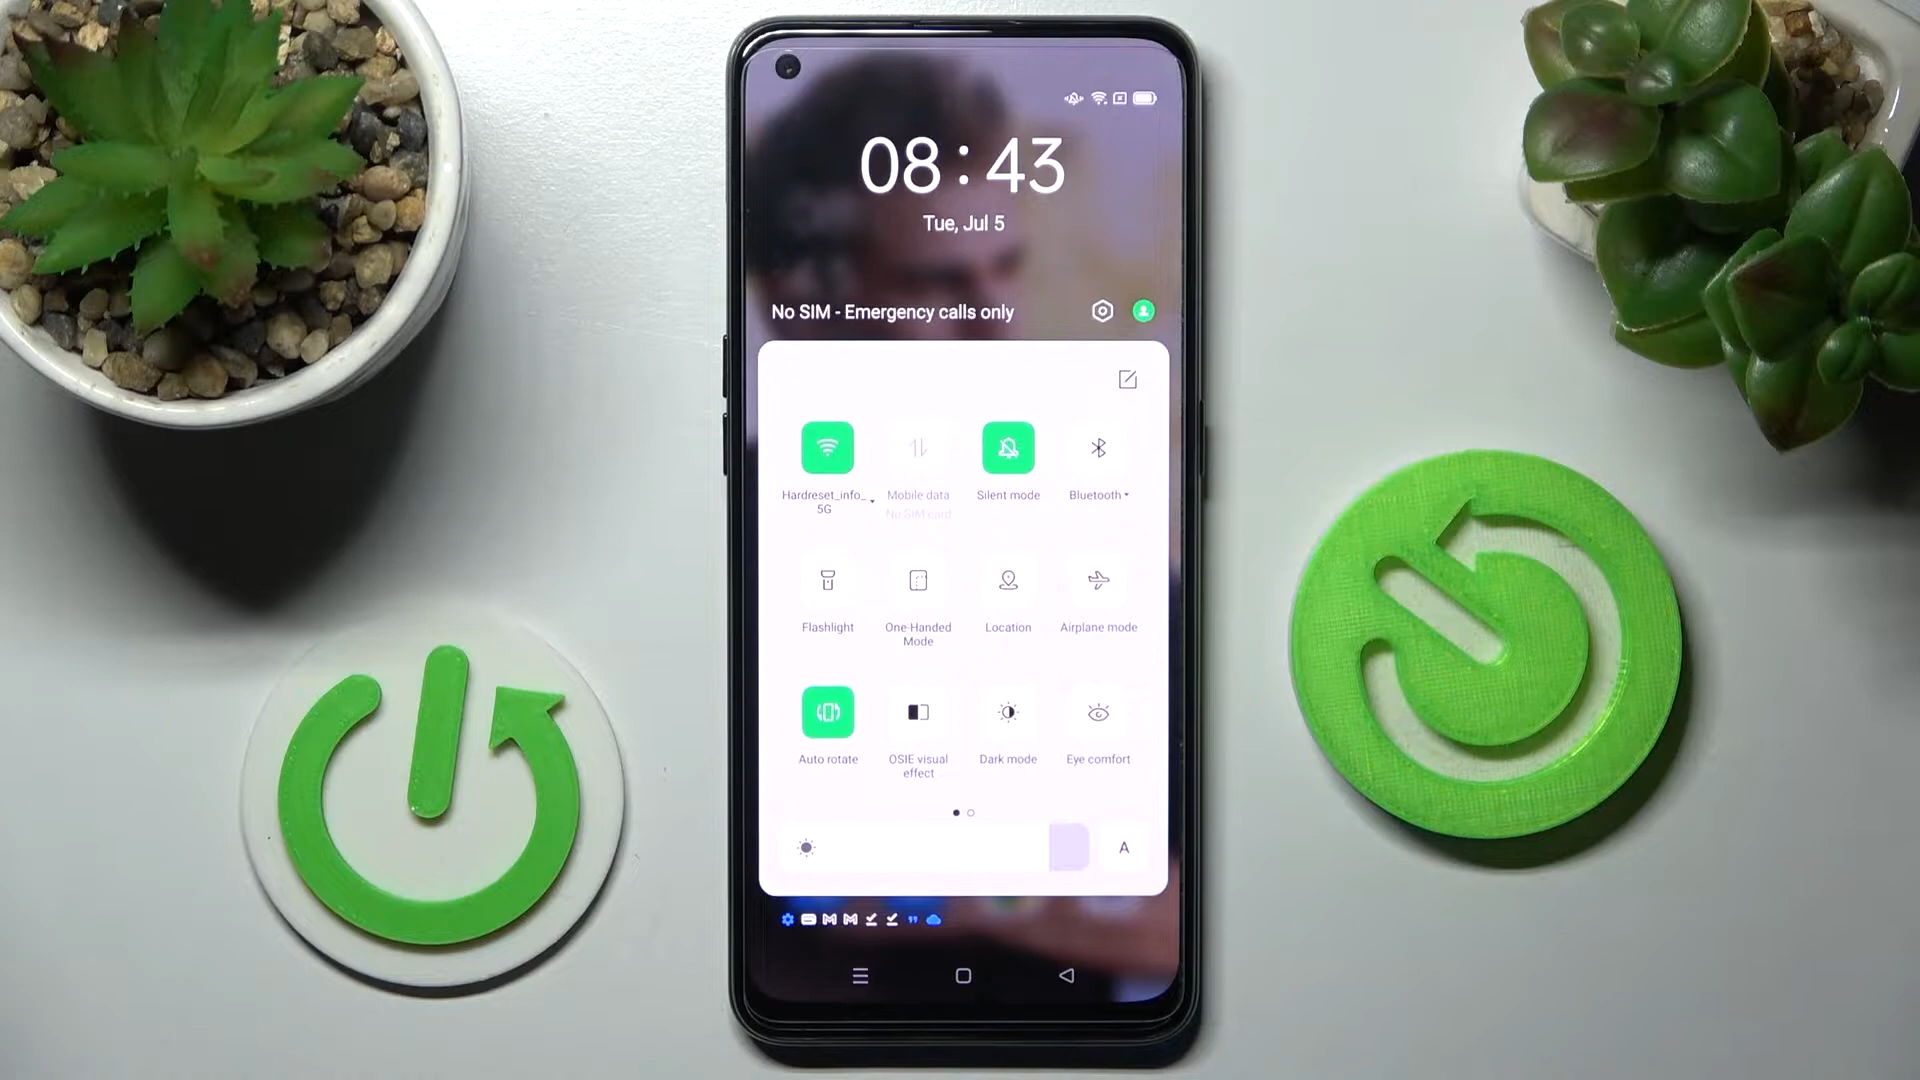 08:43
Tue, Jul 5
No SIM - Emergency calls only
Hardreset_info_
5G
Mobile data
No SIM card
Silent mode
Bluetooth
Flashlight
One-Handed
Mode
Location
Airplane mode
Auto rotate
OSIE visual
effect
Dark mode
Eye comfort
A